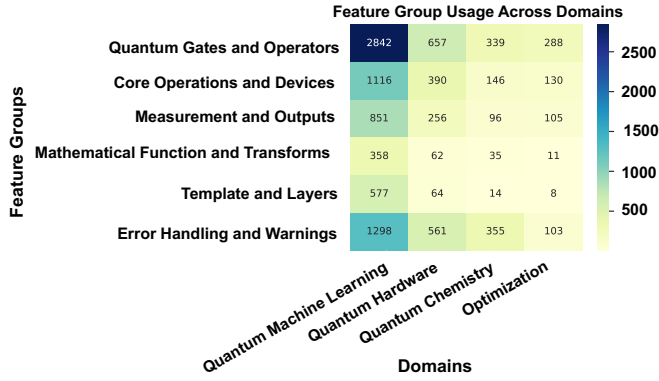 Feature Group Usage Across Domains
Quantum Gates and Operators 2842 657 339 288
Core Operations and Devices 1116 390 146 130
Measurement and Outputs 851 256 96 105
Mathematical Function and Transforms 358 62 35 11
Template and Layers 577 64 14 8
Error Handling and Warnings 1298 561 355 103
Feature Groups
2500
2000
1500
1000
500
Quantum Machine Learning
Quantum Hardware
Quantum Chemistry
Optimization
Domains